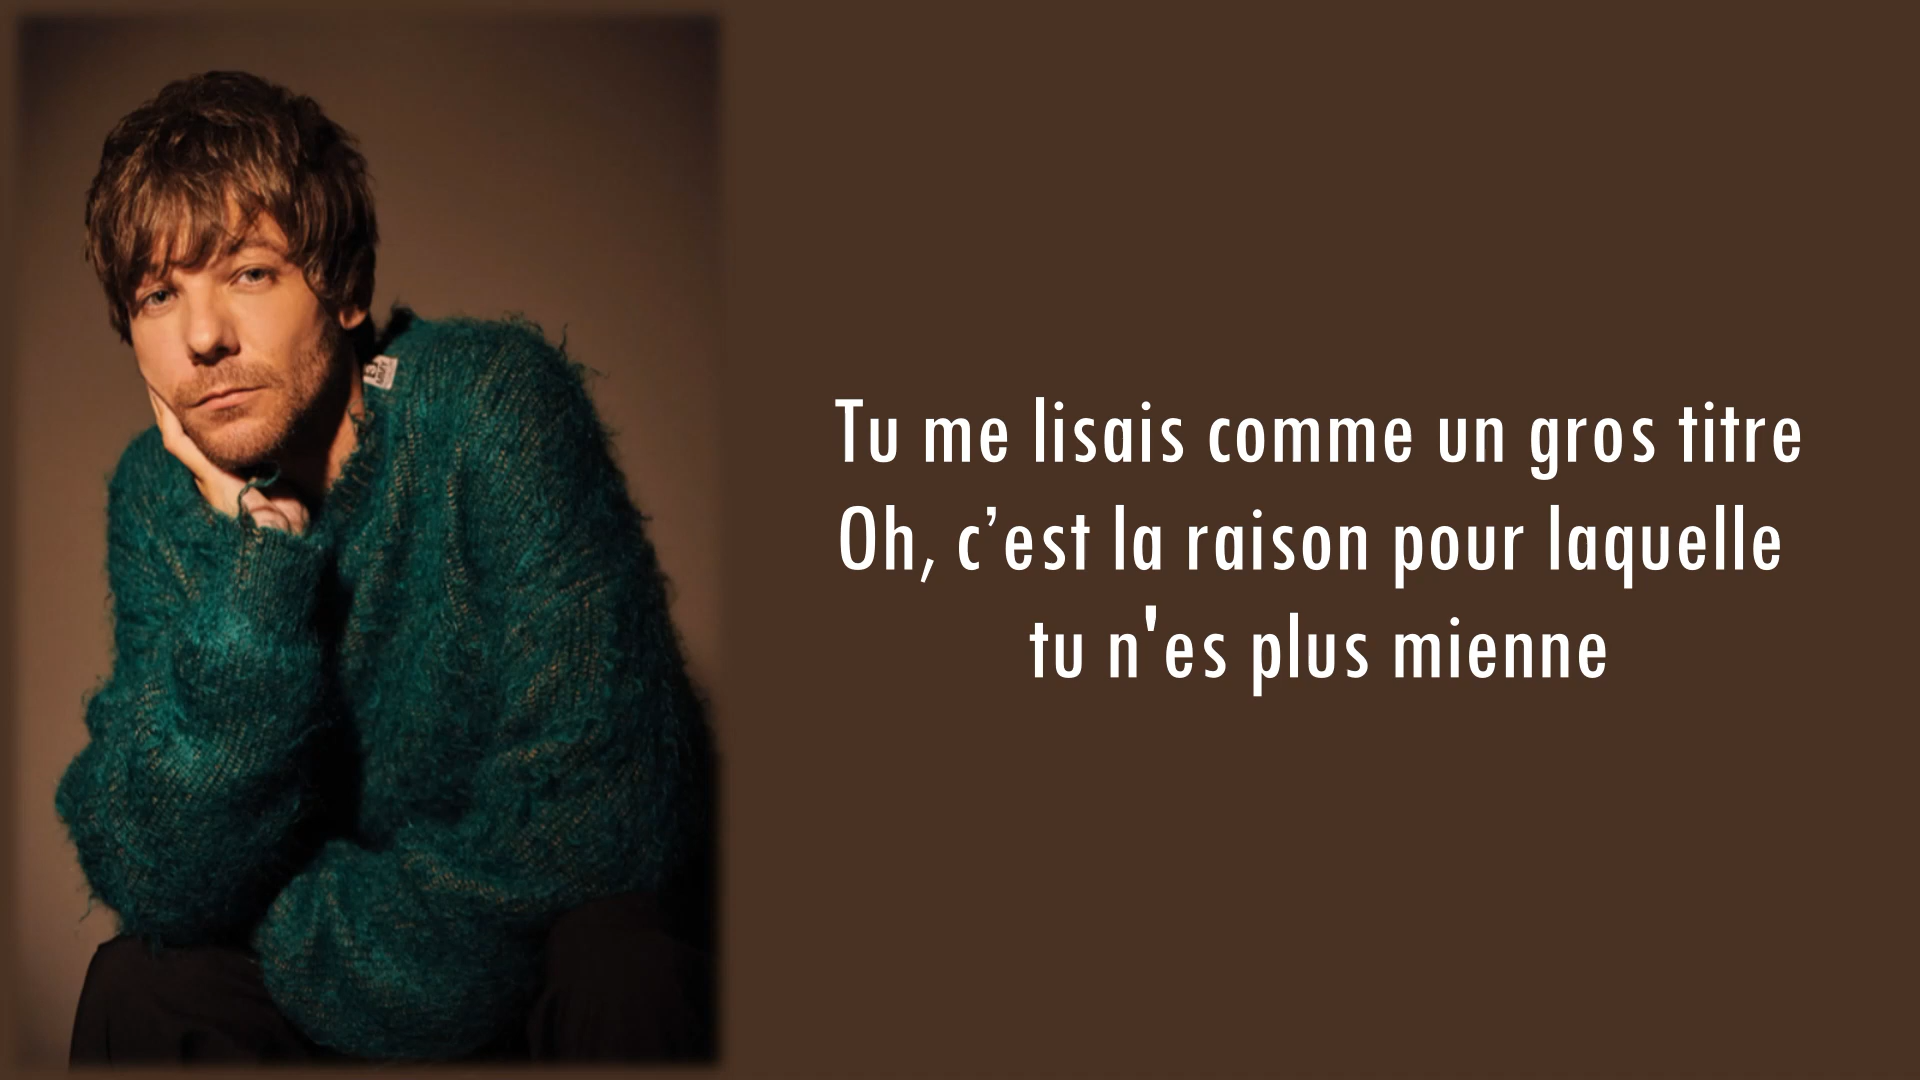 Tu me lisais comme un gros titre
Oh, c’est la raison pour laquelle
tu n'es plus mienne